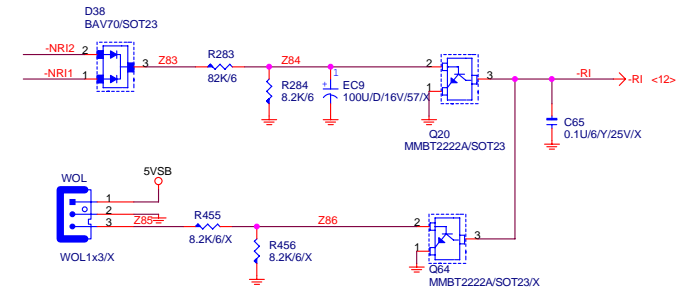 D38
BAV70/SOT23
-NRI2 2
-NRI1 1
3 Z83
R283
82K/6
Z84
R284
8.2K/6
1
+
EC9
100U/D/16V/57/X
2
1
3
Q20
MMBT2222A/SOT23
-RI
-RI <12>
C65
0.1U/6/Y/25V/X
WOL
5VSB
1
2
3
Z85
WOL1x3/X
R455
8.2K/6/X
Z86
R456
8.2K/6/X
2
1
3
Q64
MMBT2222A/SOT23/X